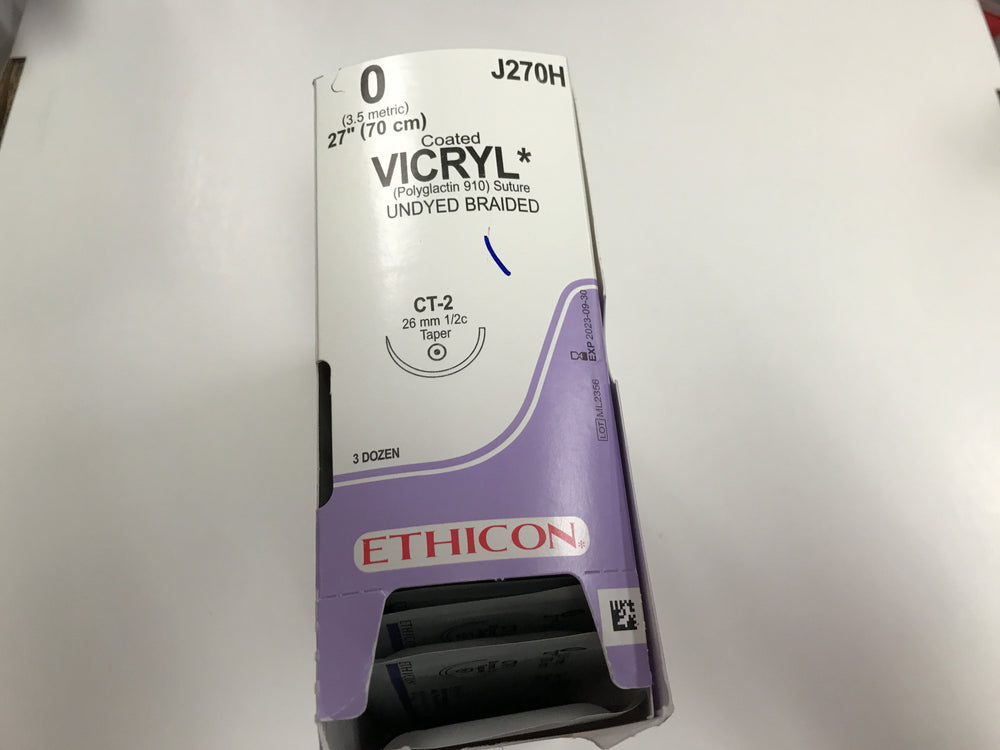 0
J270H
(3.5 metric)
27" (70 cm)
Coated
VICRYL*
(Polyglactin 910) Suture
UNDYED BRAIDED
CT-2
26 mm 1/2c
Taper
EXP 2023-09-30
LOT ML2356
3 DOZEN
ETHICON*
ETHICON